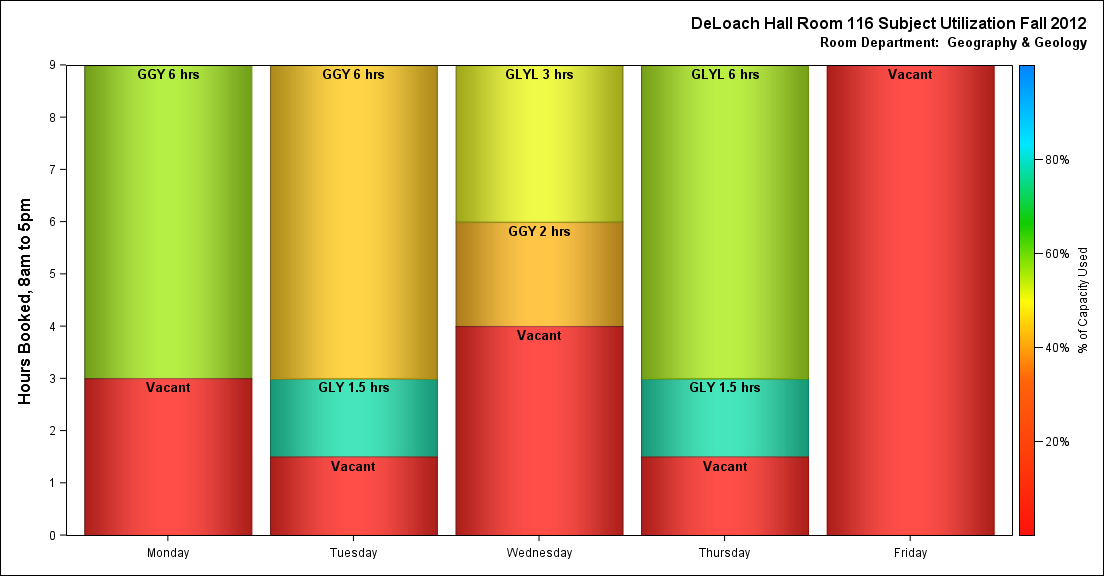 DeLoach Hall Room 116 Subject Utilization Fall 2012
Room Department: Geography & Geology
Hours Booked, 8am to 5pm
9
8
7
6
5
4
3
2
1
0
GGY 6 hrs
Vacant
GGY 6 hrs
GLY 1.5 hrs
Vacant
GLYL 3 hrs
GGY 2 hrs
Vacant
GLYL 6 hrs
GLY 1.5 hrs
Vacant
Vacant
Monday
Tuesday
Wednesday
Thursday
Friday
80%
60%
40%
20%
% of Capacity Used